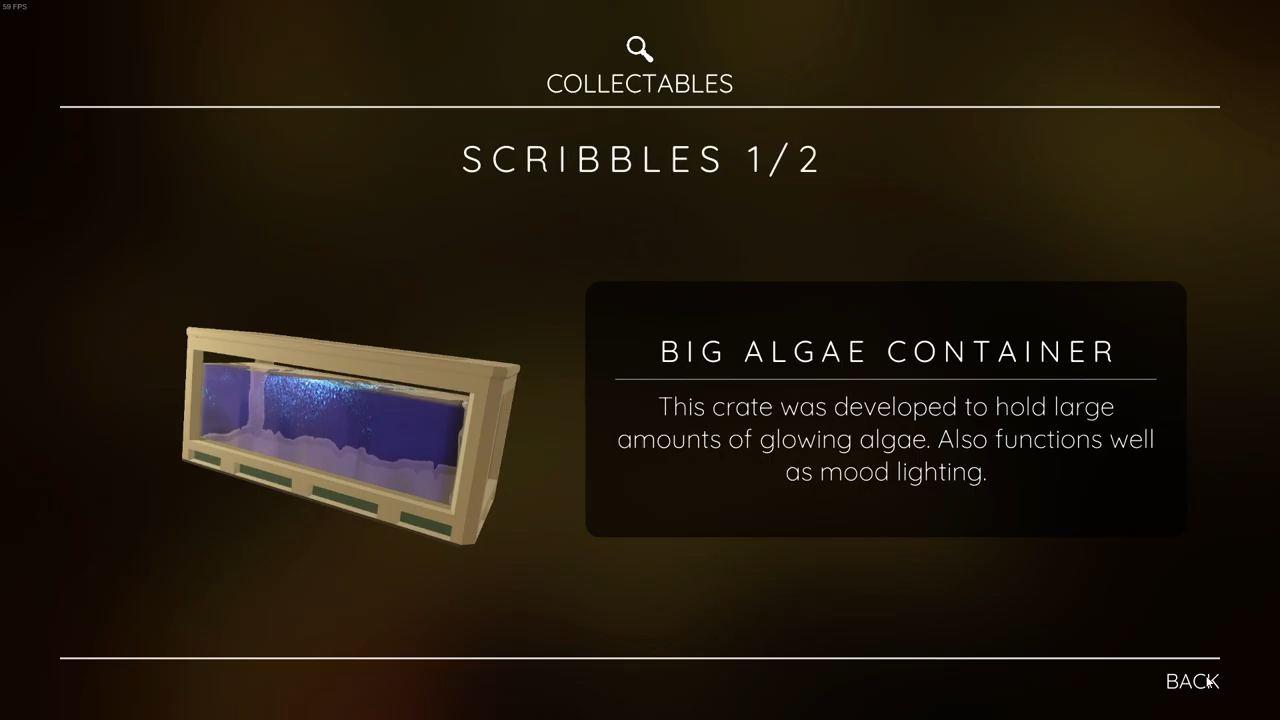 59 FPS
COLLECTABLES
SCRIBBLES 1/2
BIG ALGAE CONTAINER
This crate was developed to hold large
amounts of glowing algae. Also functions well
as mood lighting.
BACK